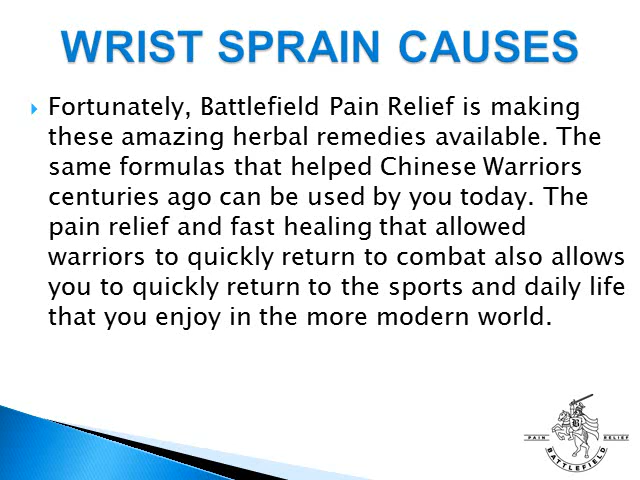 WRIST SPRAIN CAUSES
Fortunately, Battlefield Pain Relief is making
these amazing herbal remedies available. The
same formulas that helped Chinese Warriors
centuries ago can be used by you today. The
pain relief and fast healing that allowed
warriors to quickly return to combat also allows
you to quickly return to the sports and daily life
that you enjoy in the more modern world.
B
PAIN RELIEF
BATTLEFIELD